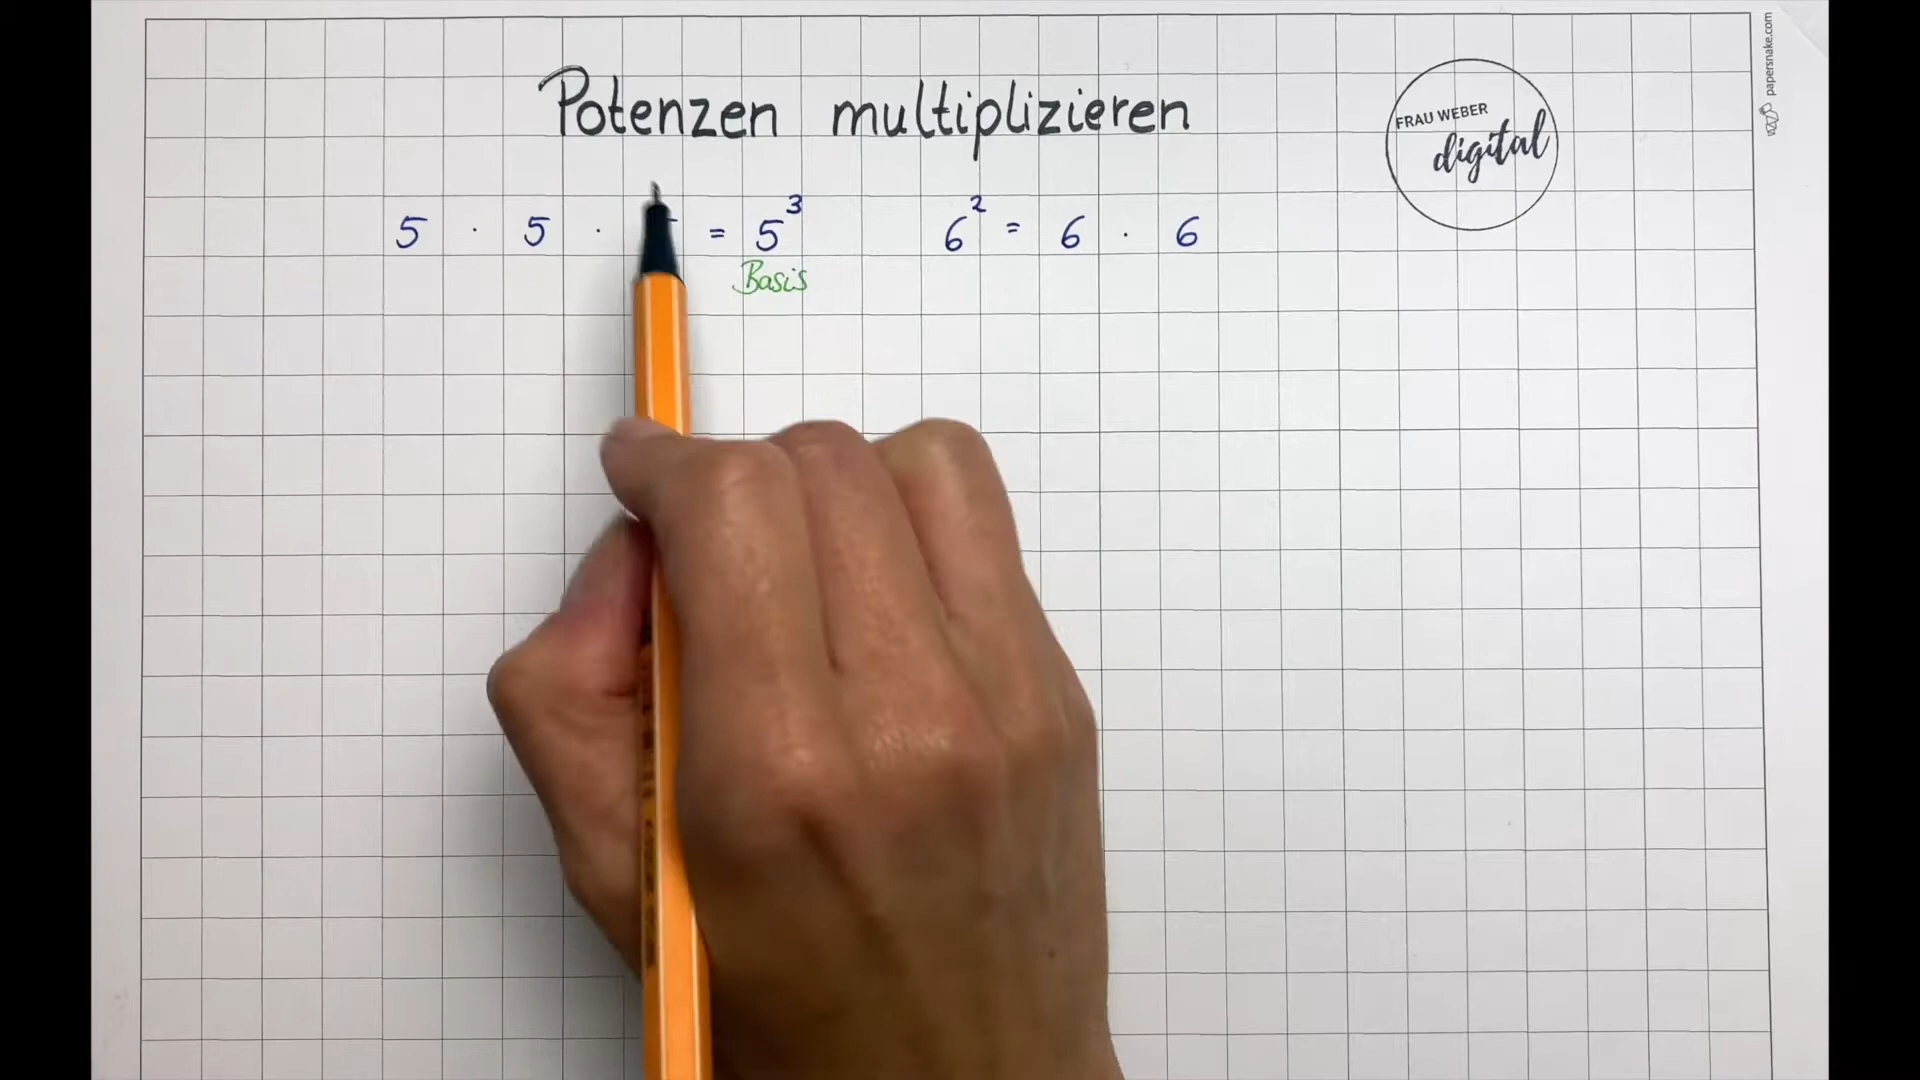 Potenzen multiplizieren
papersnake.com
FRAU WEBER
digital
5 · 5 · = 5³ 6² = 6 · 6
Basis